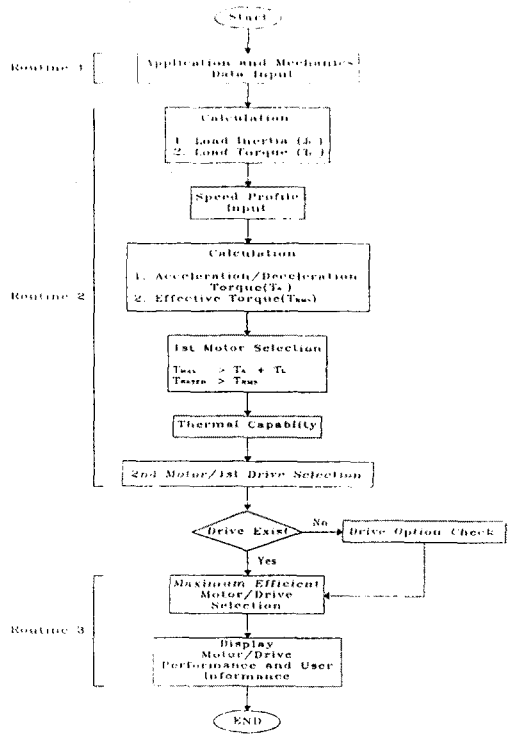 Start
Routine 1
Application and Mechanics
Data Input
Calculation
1. Load Inertia (JL)
2. Load Torque (TL)
Speed Profile
Input
Routine 2
Calculation
1. Acceleration/Decceleration
Torque(TA)
2. Effective Torque(TRMS)
1st Motor Selection
TMAX > TA + TL
TRATED > TRMS
Thermal Capablity
2nd Motor/1st Drive Selection
Drive Exist
No
Drive Option Check
Yes
Maximum Efficient
Motor/Drive
Selection
Routine 3
Display
Motor/Drive
Performance and User
Informance
END